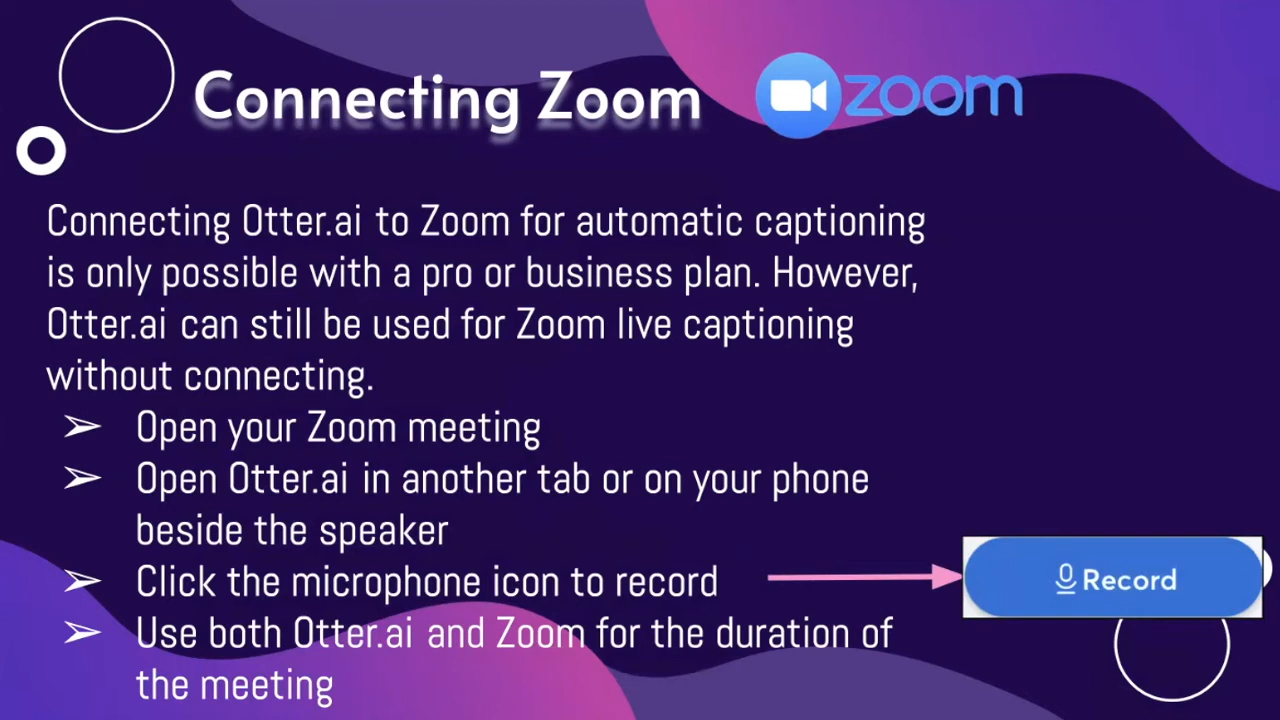 Connecting Zoom
zoom
Connecting Otter.ai to Zoom for automatic captioning
is only possible with a pro or business plan. However,
Otter.ai can still be used for Zoom live captioning
without connecting.
➢ Open your Zoom meeting
➢ Open Otter.ai in another tab or on your phone
beside the speaker
➢ Click the microphone icon to record
Record
➢ Use both Otter.ai and Zoom for the duration of
the meeting